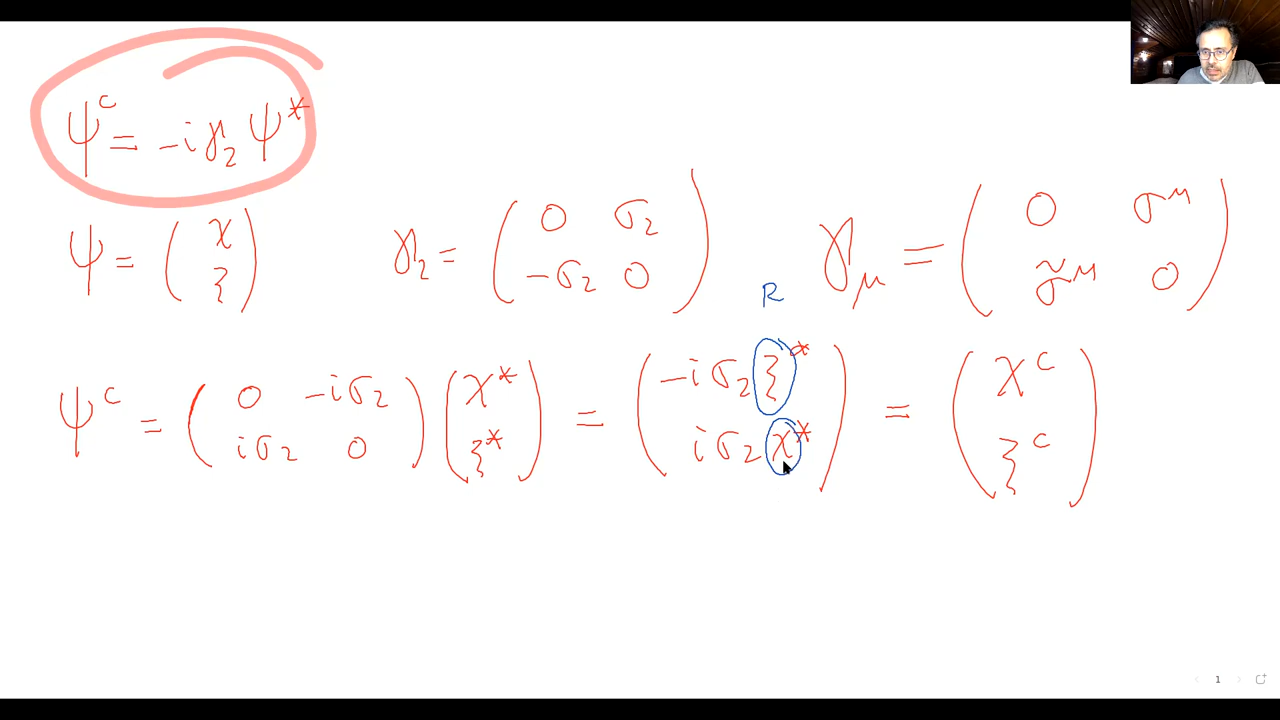 ψ^c = -iγ_2 ψ^*
ψ = ( χ ; ξ ) γ_2 = ( 0 σ_2 ; -σ_2 0 ) γ_μ = ( 0 σ^μ ; σ̃^μ 0 )
R
ψ^c = ( 0 -iσ_2 ; iσ_2 0 ) ( χ^* ; ξ^* ) = ( -iσ_2 ξ^* ; iσ_2 χ^* ) = ( χ^c ; ξ^c )
1